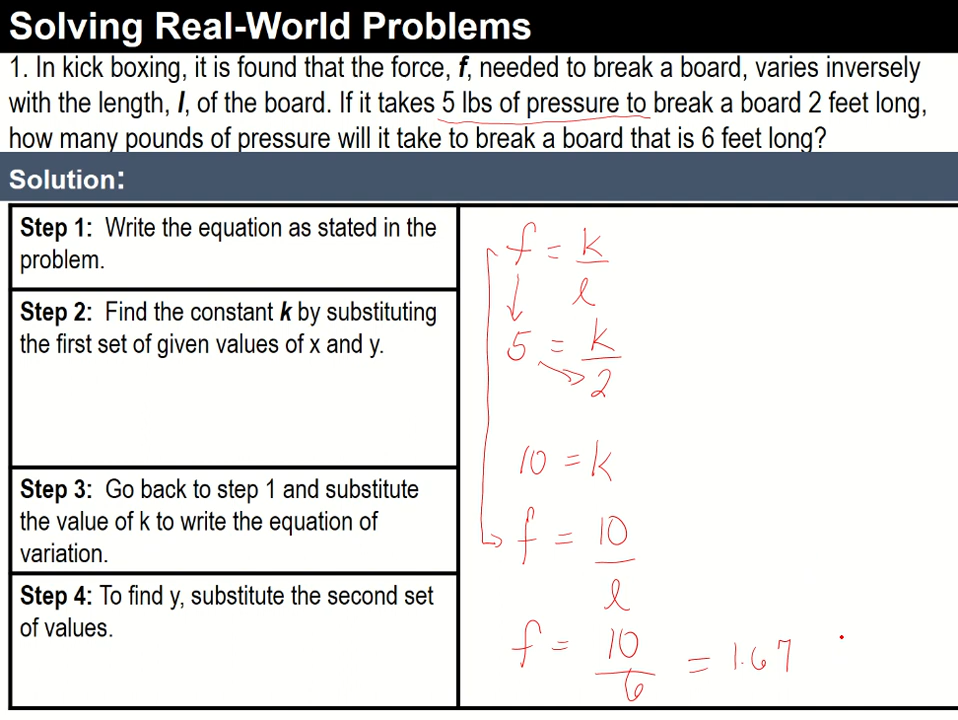 Solving Real-World Problems
1. In kick boxing, it is found that the force, f, needed to break a board, varies inversely
with the length, l, of the board. If it takes 5 lbs of pressure to break a board 2 feet long,
how many pounds of pressure will it take to break a board that is 6 feet long?
Solution:
Step 1: Write the equation as stated in the
problem.
f = k/l
Step 2: Find the constant k by substituting
the first set of given values of x and y.
5 = k/2
10 = k
Step 3: Go back to step 1 and substitute
the value of k to write the equation of
variation.
f = 10/l
Step 4: To find y, substitute the second set
of values.
f = 10/6 = 1.67